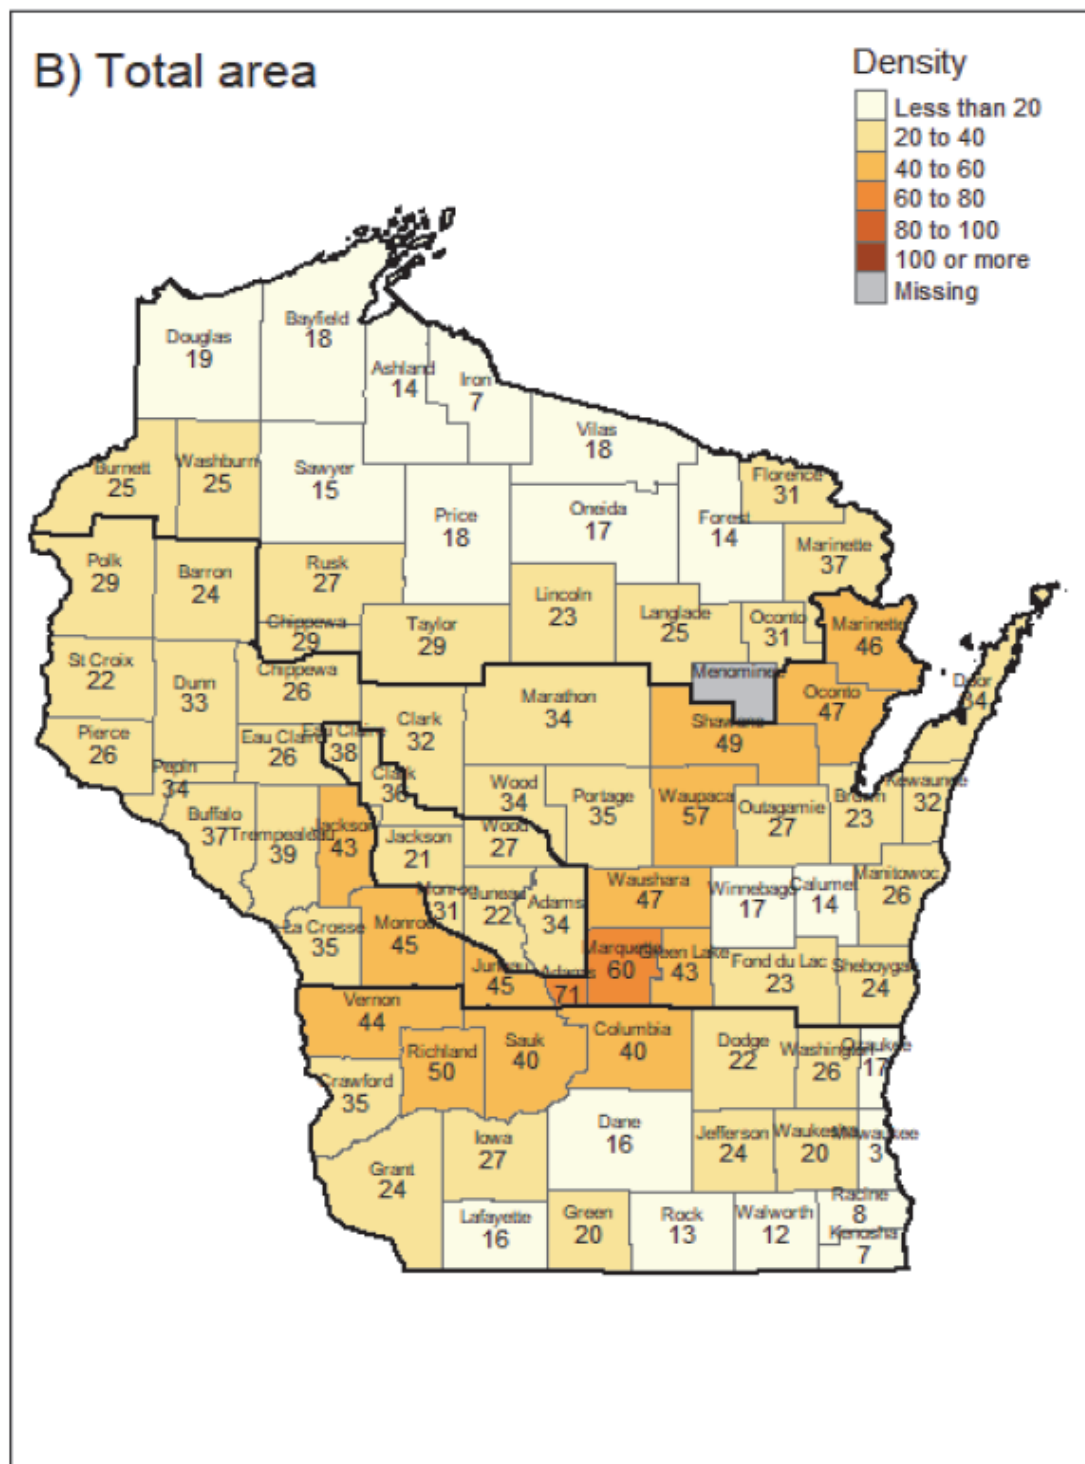 B) Total area
Density
Less than 20
20 to 40
40 to 60
60 to 80
80 to 100
100 or more
Missing
Douglas
19
Bayfield
18
Ashland
14
Iron
7
Vilas
18
Burnett
25
Washburn
25
Sawyer
15
Price
18
Oneida
17
Forest
14
Florence
31
Marinette
37
Polk
29
Barron
24
Rusk
27
Chippewa
29
Taylor
29
Lincoln
23
Langlade
25
Oconto
31
Marinette
46
St Croix
22
Dunn
33
Chippewa
26
Clark
32
Marathon
34
Menominee
Shawano
49
Oconto
47
Door
34
Pierce
26
Pepin
34
Eau Claire
26
Eau Claire
38
Clark
36
Wood
34
Portage
35
Waupaca
57
Outagamie
27
Brown
23
Kewaunee
32
Buffalo
37
Trempealeau
39
Jackson
43
Jackson
21
Wood
27
Waushara
47
Winnebago
17
Calumet
14
Manitowoc
26
La Crosse
35
Monroe
45
Monroe
31
Juneau
22
Adams
34
Juneau
45
Adams
71
Marquette
60
Green Lake
43
Fond du Lac
23
Sheboygan
24
Vernon
44
Richland
50
Sauk
40
Columbia
40
Dodge
22
Washington
26
Ozaukee
17
Crawford
35
Grant
24
Iowa
27
Dane
16
Jefferson
24
Waukesha
20
Milwaukee
3
Lafayette
16
Green
20
Rock
13
Walworth
12
Racine
8
Kenosha
7